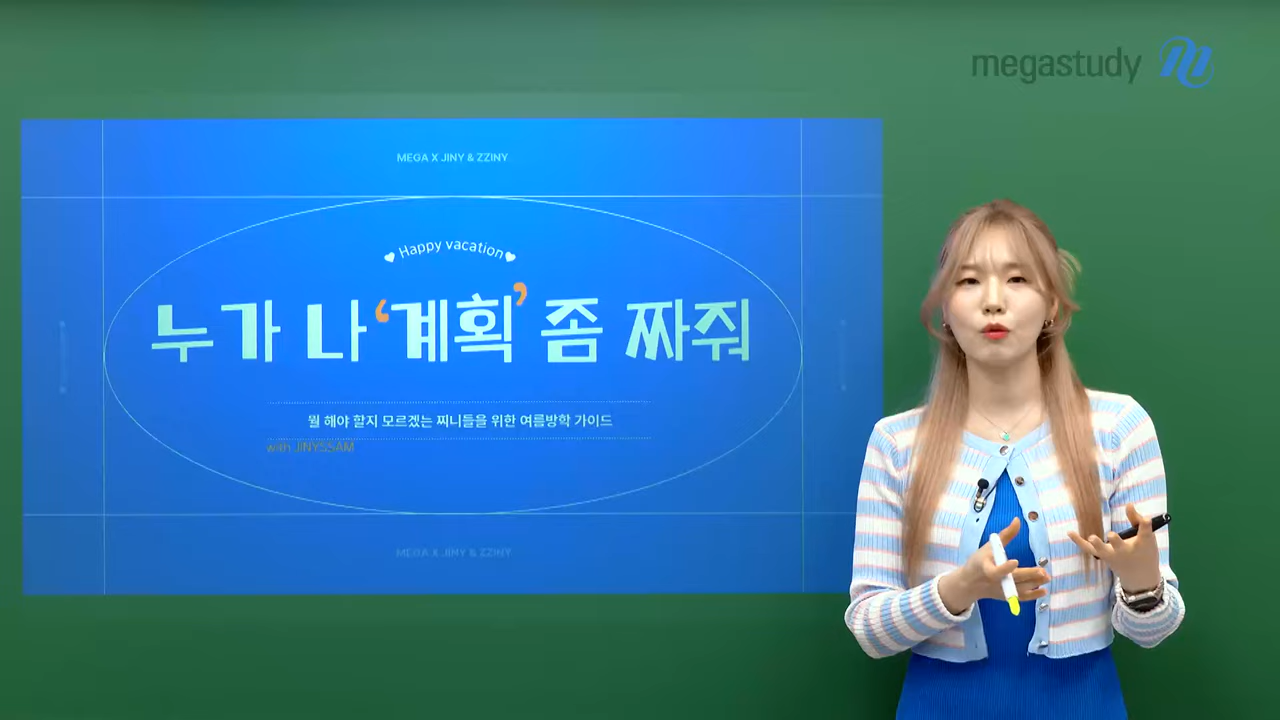 megastudy
MEGA X JINY & ZZINY
Happy vacation
누가 나 ‘계획’ 좀 짜줘
뭘 해야 할지 모르겠는 찌니들을 위한 여름방학 가이드
with JINYSSAM
MEGA X JINY & ZZINY